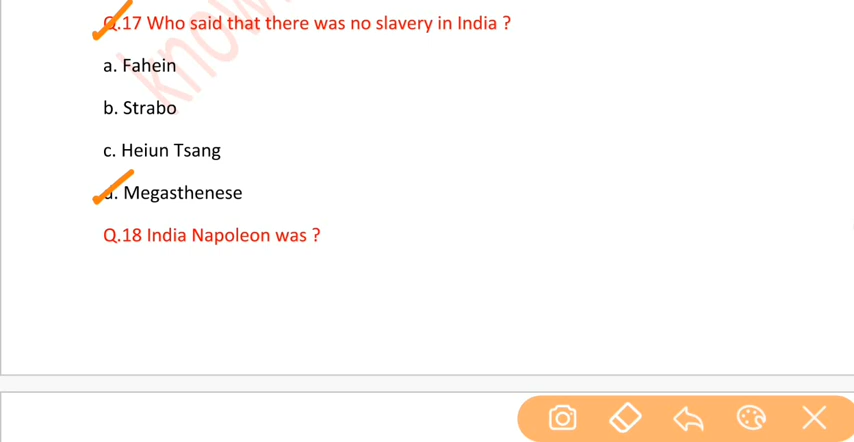 Q.17 Who said that there was no slavery in India ?
a. Fahein
b. Strabo
c. Heiun Tsang
d. Megasthenese
Q.18 India Napoleon was ?